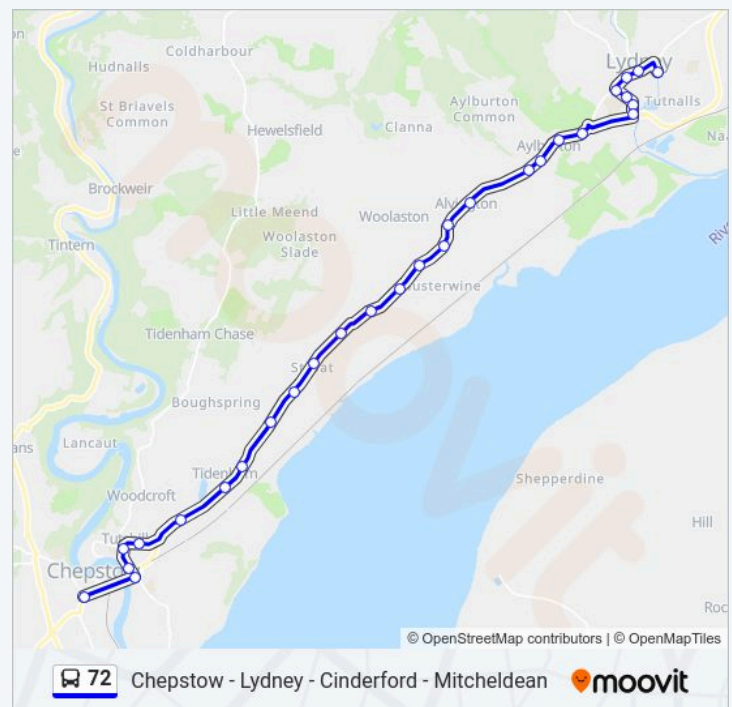 Coldharbour
Hudnalls
Lydney
St Briavels
Common
Aylburton
Common
Tutnalls
Hewelsfield
Clanna
Brockweir
Little Meend
Woolaston
Woolaston
Slade
Tintern
Tidenham Chase
Boughspring
Lancaut
Shepperdine
Woodcroft
Hill
© OpenStreetMap contributors | © OpenMapTiles
72 Chepstow - Lydney - Cinderford - Mitcheldean moovit